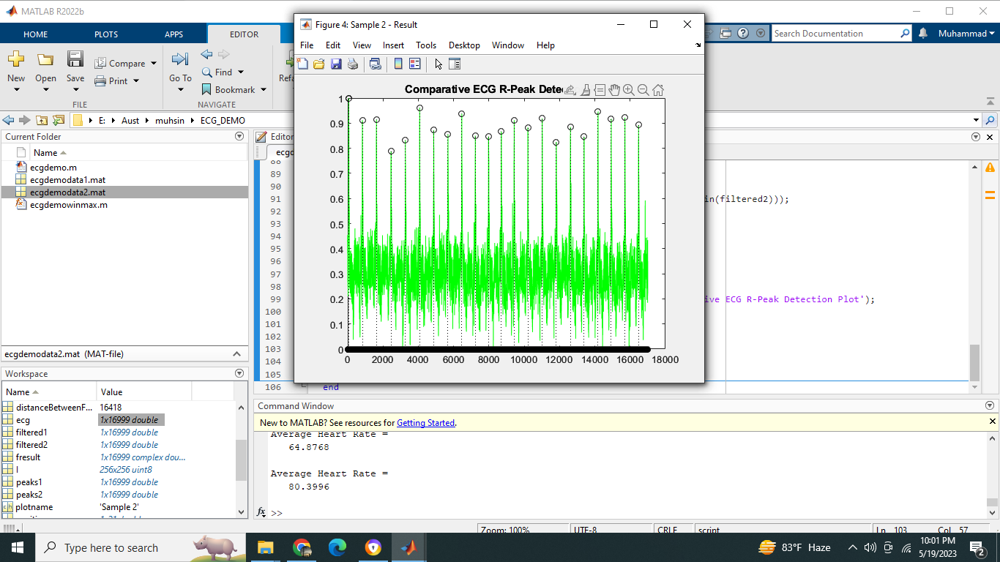 MATLAB R2022b
HOME PLOTS APPS EDITOR
Search Documentation
Muhammad
New Open Save Compare Print
Go To Find Bookmark
Refa
FILE NAVIGATE
E: Aust muhsin ECG_DEMO
Current Folder
Name
ecgdemo.m
ecgdemodata1.mat
ecgdemodata2.mat
ecgdemowinmax.m
ecgdemodata2.mat (MAT-file)
Workspace
Name Value
distanceBetweenF... 16418
ecg 1x16999 double
filtered1 1x16999 double
filtered2 1x16999 double
fresult 1x16999 complex dou...
I 256x256 uint8
peaks1 1x16999 double
peaks2 1x16999 double
plotname 'Sample 2'
Figure 4: Sample 2 - Result
File Edit View Insert Tools Desktop Window Help
Comparative ECG R-Peak Dete
1
0.9
0.8
0.7
0.6
0.5
0.4
0.3
0.2
0.1
0
0 2000 4000 6000 8000 10000 12000 14000 16000 18000
Editor
ecgd
88
89
90
91 in(filtered2)));
92
93
94
95
96
97
98
99 ive ECG R-Peak Detection Plot');
100
101
102
103
104
105
106 end
Command Window
New to MATLAB? See resources for Getting Started.
Average Heart Rate =
64.8768
Average Heart Rate =
80.3996
fx >>
Zoom: 100% UTF-8 CRLF script Ln 103 Col 57
Type here to search
83°F Haze
10:01 PM
5/19/2023
2